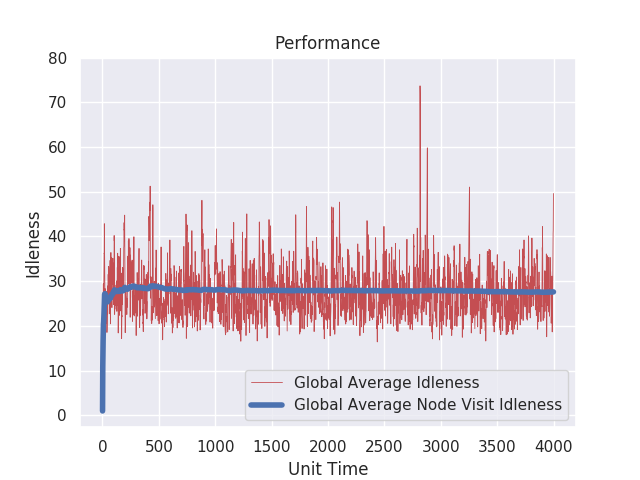 Performance
80
70
60
50
40
30
20
10
0
Idleness
Global Average Idleness
Global Average Node Visit Idleness
0 500 1000 1500 2000 2500 3000 3500 4000
Unit Time